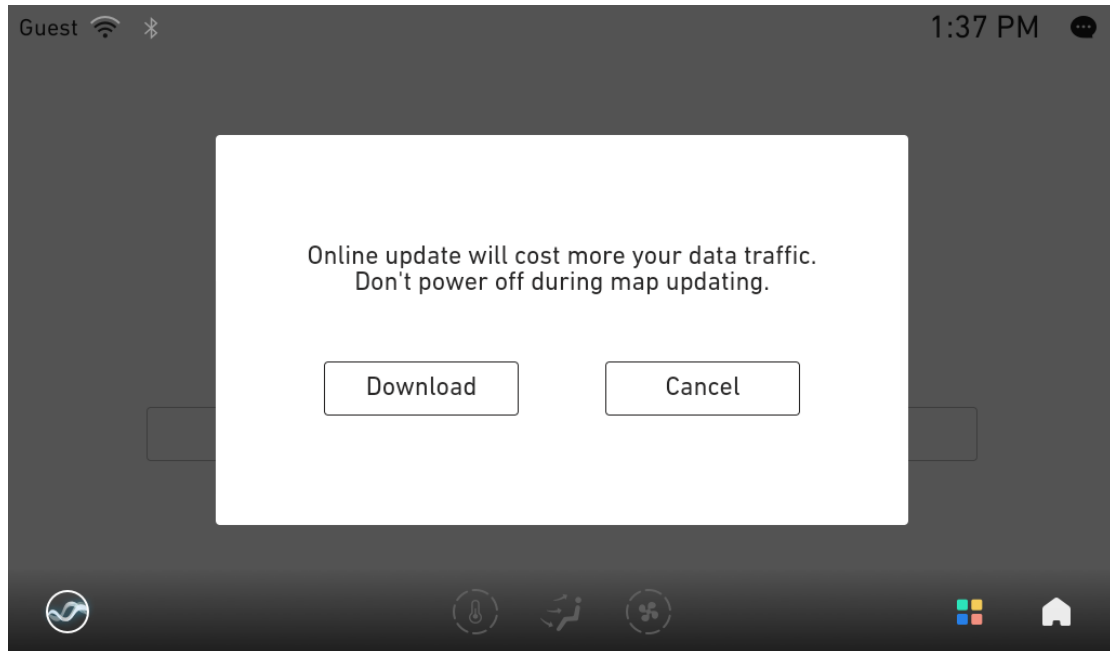 Guest
1:37 PM
Online update will cost more your data traffic.
Don't power off during map updating.
Download
Cancel